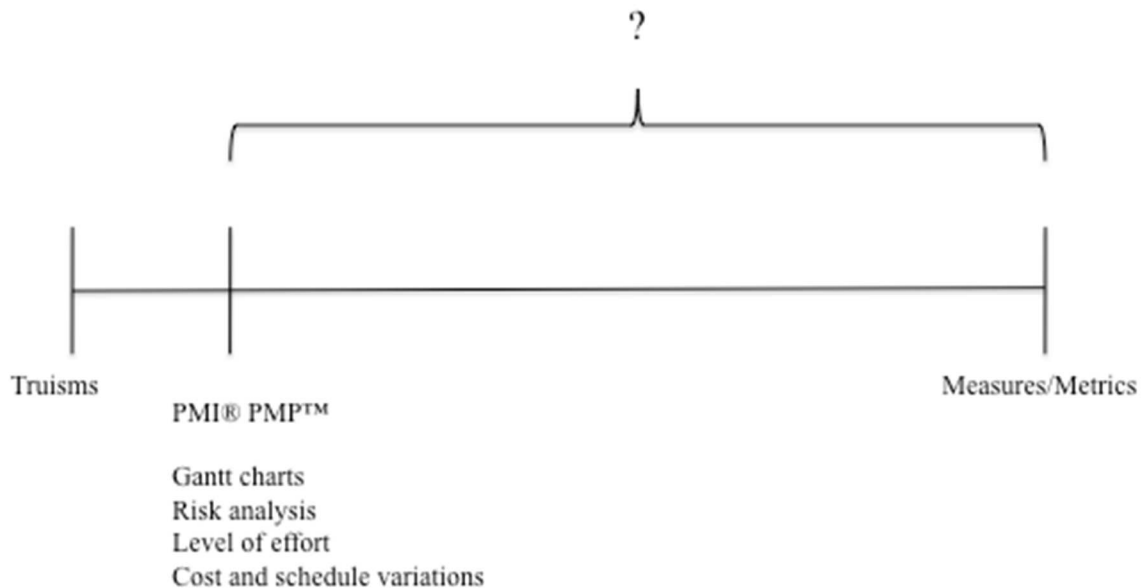 ?
Truisms
Measures/Metrics
PMI® PMP™
Gantt charts
Risk analysis
Level of effort
Cost and schedule variations